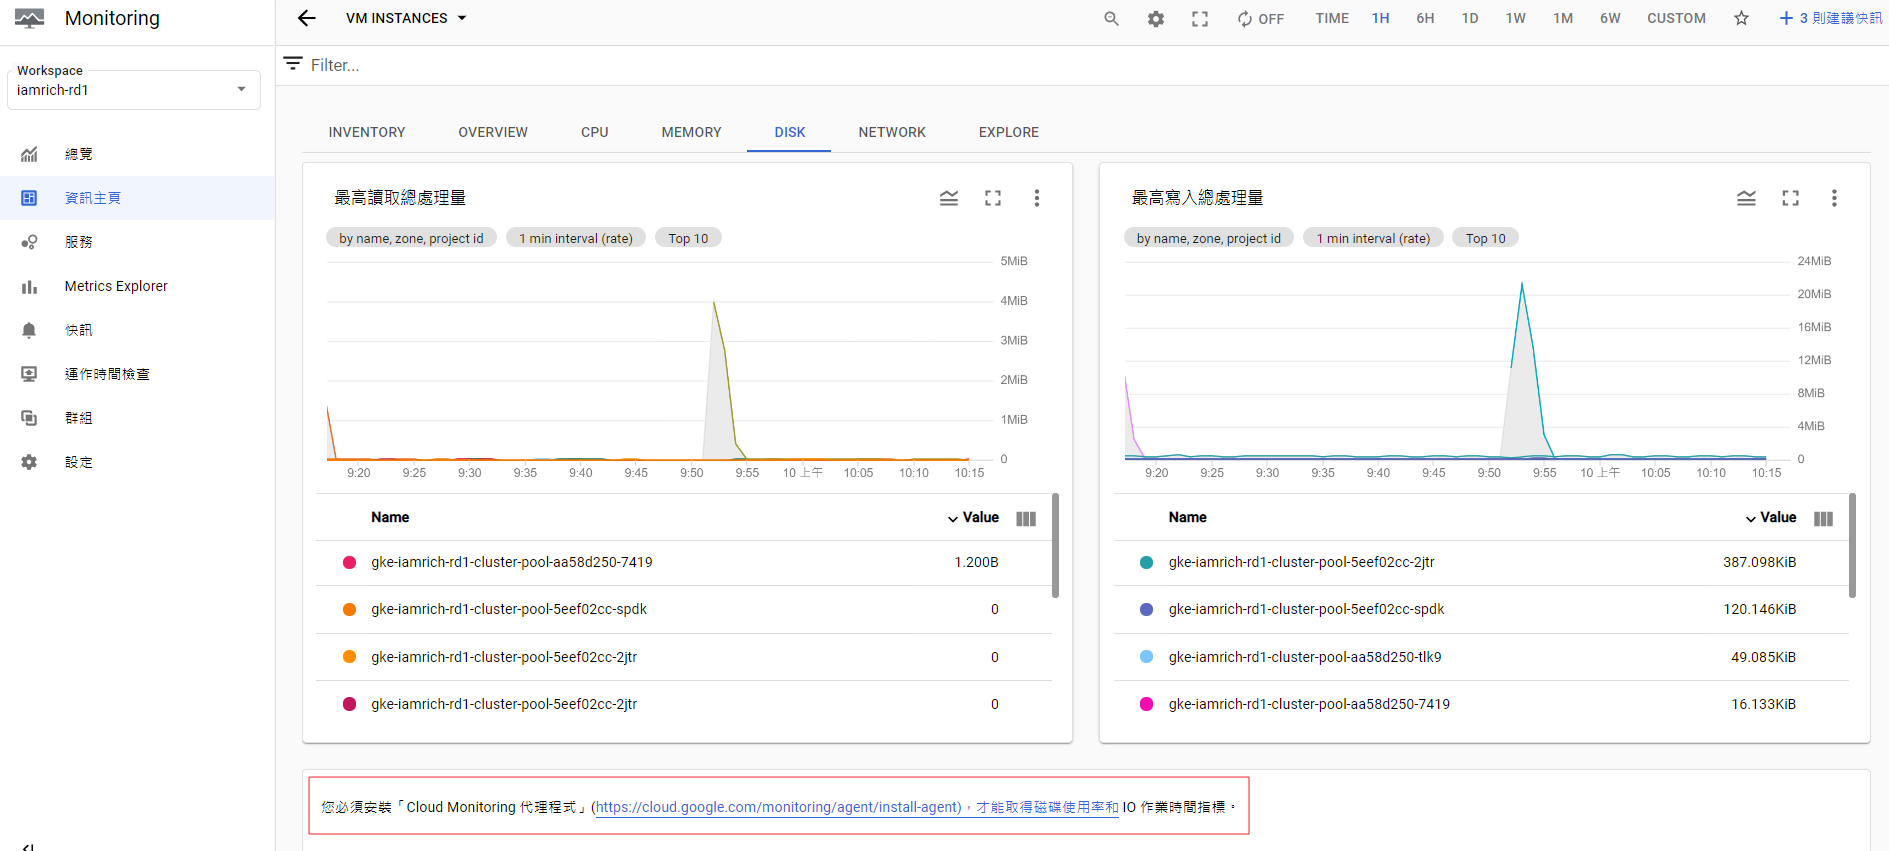 Monitoring
VM INSTANCES
OFF TIME 1H 6H 1D 1W 1M 6W CUSTOM + 3 則建議快訊
Workspace
iamrich-rd1
Filter...
總覽
資訊主頁
服務
Metrics Explorer
快訊
運作時間檢查
群組
設定
INVENTORY OVERVIEW CPU MEMORY DISK NETWORK EXPLORE
最高讀取總處理量
by name, zone, project id 1 min interval (rate) Top 10
5MiB
4MiB
3MiB
2MiB
1MiB
0
9:20 9:25 9:30 9:35 9:40 9:45 9:50 9:55 10 上午 10:05 10:10 10:15
Name Value
gke-iamrich-rd1-cluster-pool-aa58d250-7419 1.200B
gke-iamrich-rd1-cluster-pool-5eef02cc-spdk 0
gke-iamrich-rd1-cluster-pool-5eef02cc-2jtr 0
gke-iamrich-rd1-cluster-pool-5eef02cc-2jtr 0
最高寫入總處理量
by name, zone, project id 1 min interval (rate) Top 10
24MiB
20MiB
16MiB
12MiB
8MiB
4MiB
0
9:20 9:25 9:30 9:35 9:40 9:45 9:50 9:55 10 上午 10:05 10:10 10:15
Name Value
gke-iamrich-rd1-cluster-pool-5eef02cc-2jtr 387.098KiB
gke-iamrich-rd1-cluster-pool-5eef02cc-spdk 120.146KiB
gke-iamrich-rd1-cluster-pool-aa58d250-tlk9 49.085KiB
gke-iamrich-rd1-cluster-pool-aa58d250-7419 16.133KiB
您必須安裝「Cloud Monitoring 代理程式」(https://cloud.google.com/monitoring/agent/install-agent)，才能取得磁碟使用率和 IO 作業時間指標。